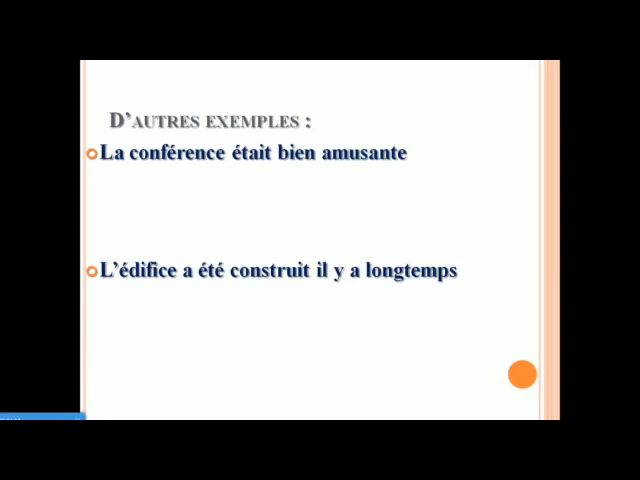 D'AUTRES EXEMPLES :
La conférence était bien amusante
L'édifice a été construit il y a longtemps